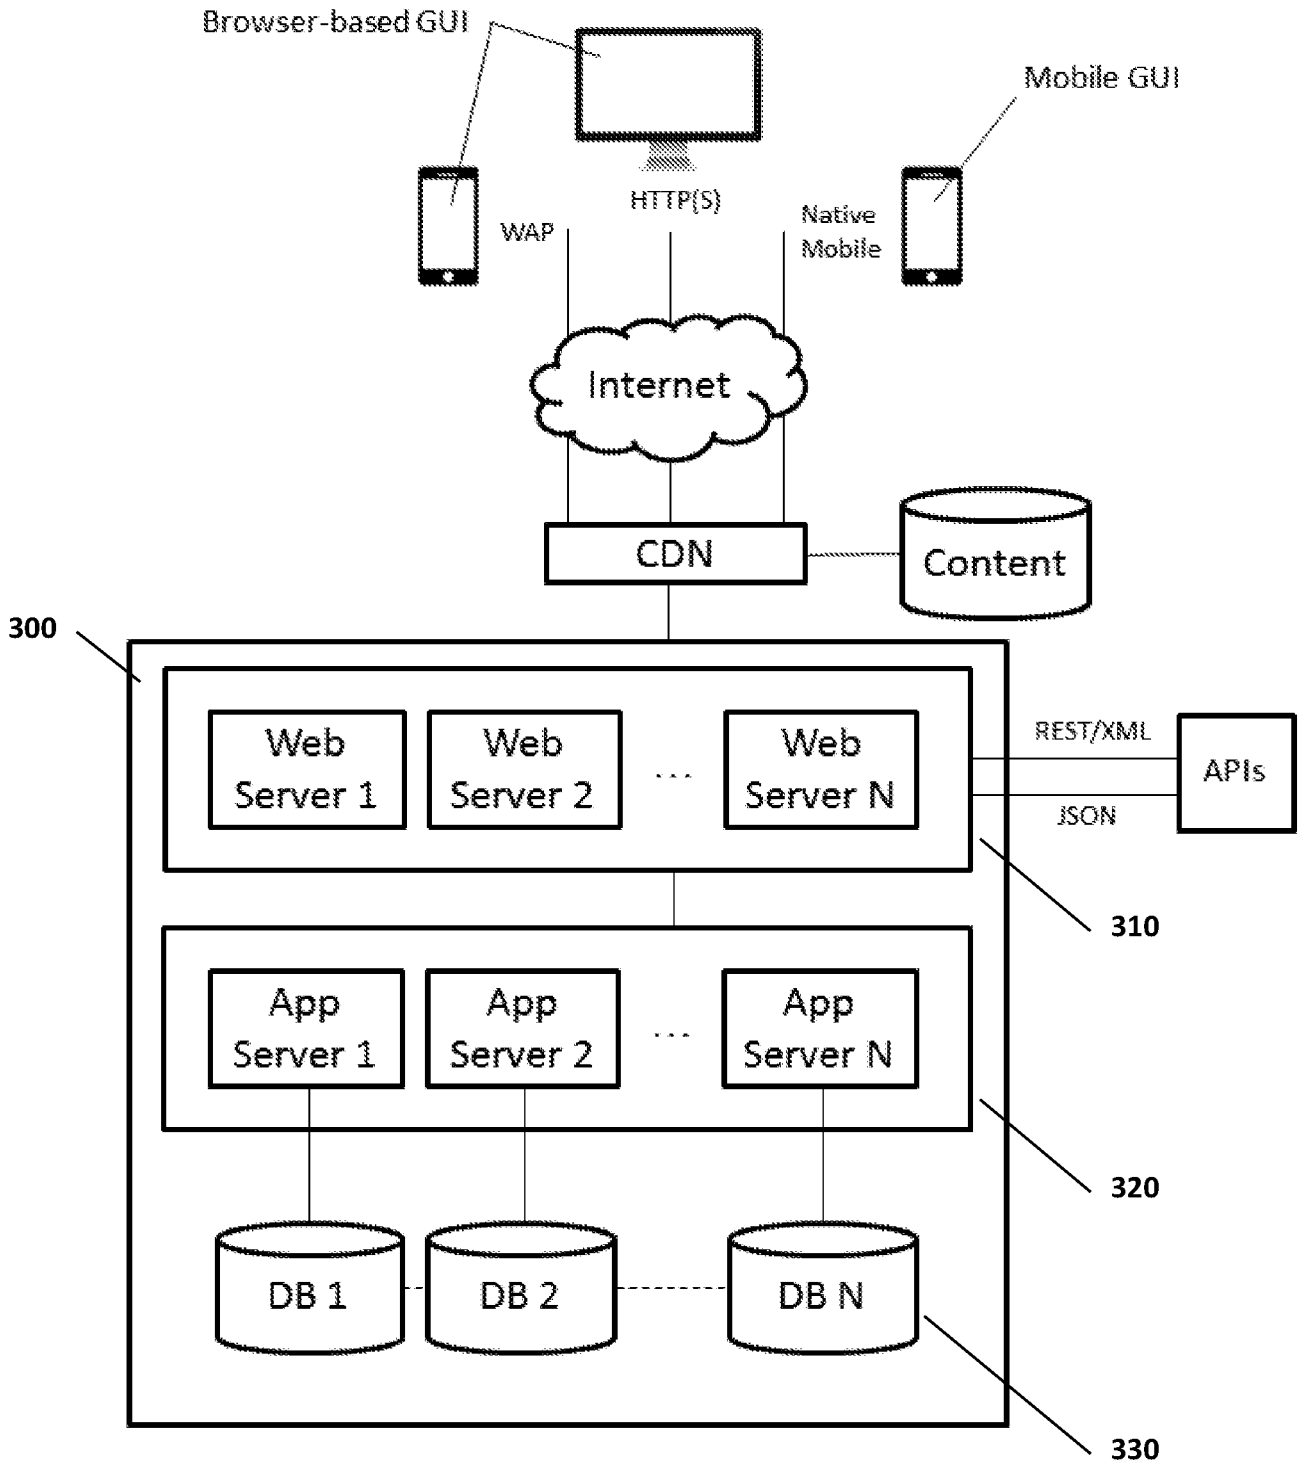 Browser-based GUI
Mobile GUI
HTTP(S)
WAP
Native
Mobile
Internet
CDN
Content
300
Web
Server 1
Web
Server 2
...
Web
Server N
REST/XML
JSON
APIs
310
App
Server 1
App
Server 2
...
App
Server N
320
DB 1
DB 2
DB N
330